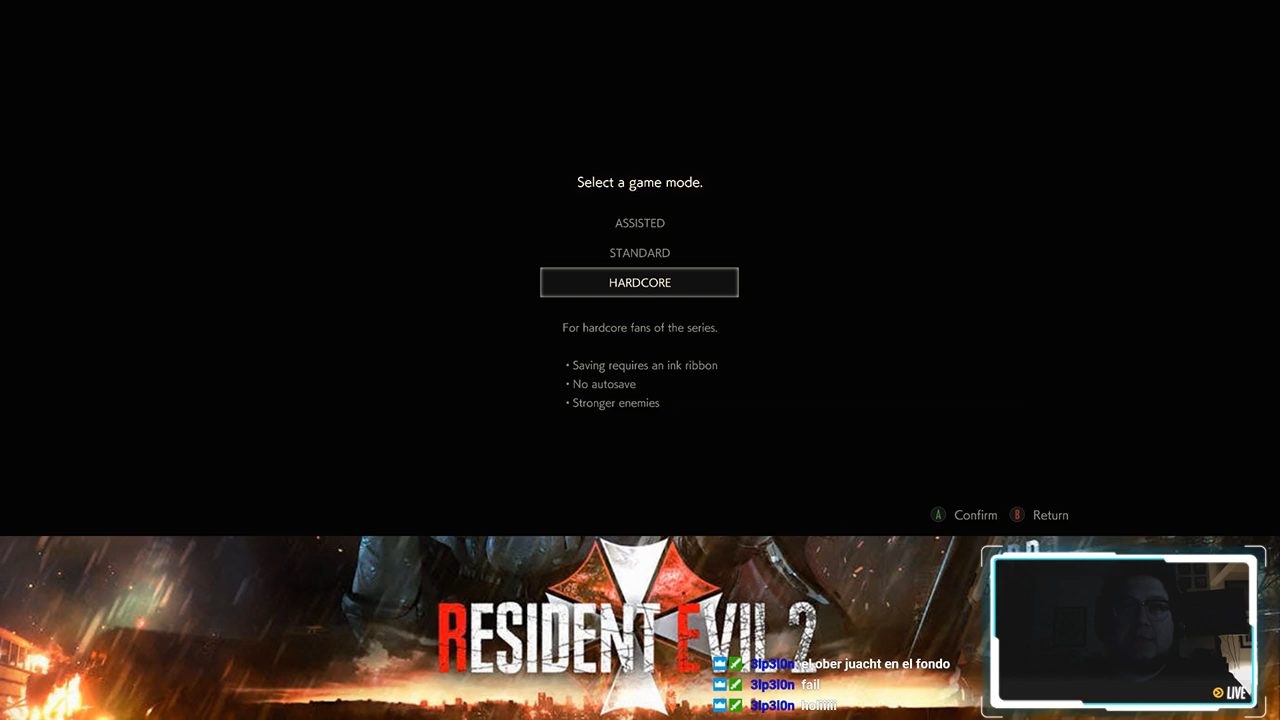 Select a game mode.
ASSISTED
STANDARD
HARDCORE
For hardcore fans of the series.
• Saving requires an ink ribbon
• No autosave
• Stronger enemies
A Confirm B Return
RESIDENT EVIL 2
3lp3l0n el ober juacht en el fondo
3lp3l0n fail
3lp3l0n
LIVE